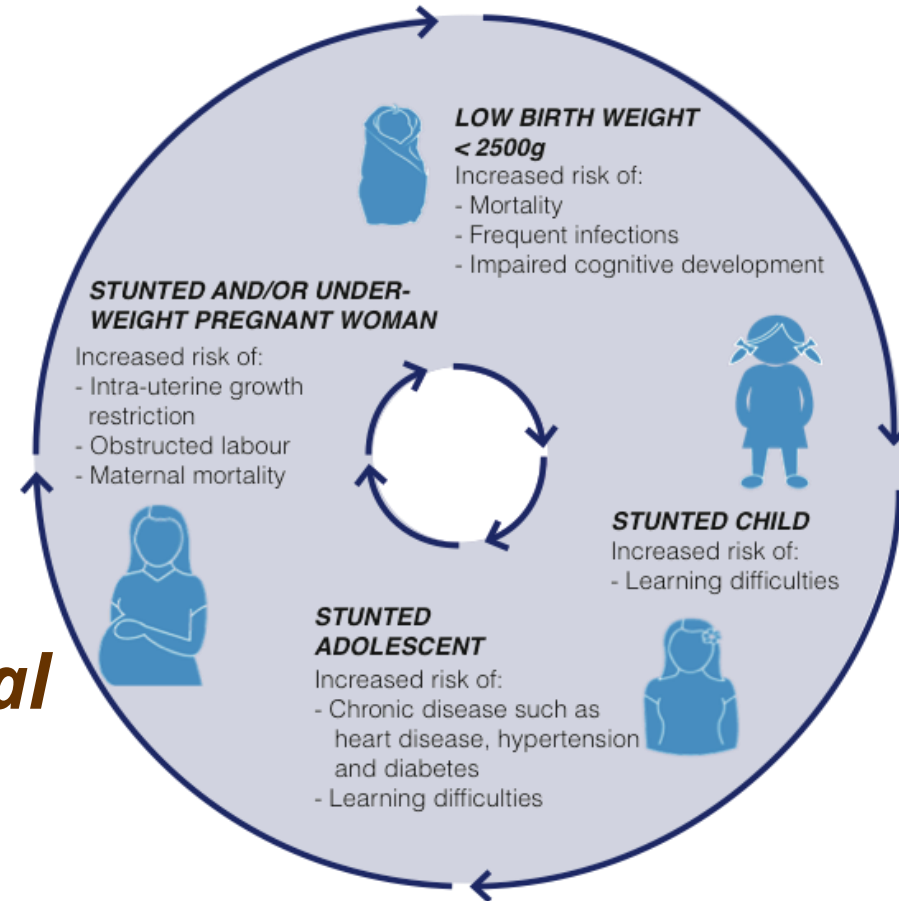 LOW BIRTH WEIGHT
< 2500g
Increased risk of:
- Mortality
- Frequent infections
- Impaired cognitive development
STUNTED AND/OR UNDER-
WEIGHT PREGNANT WOMAN
Increased risk of:
- Intra-uterine growth
restriction
- Obstructed labour
- Maternal mortality
STUNTED CHILD
Increased risk of:
- Learning difficulties
STUNTED
ADOLESCENT
Increased risk of:
- Chronic disease such as
heart disease, hypertension
and diabetes
- Learning difficulties
al